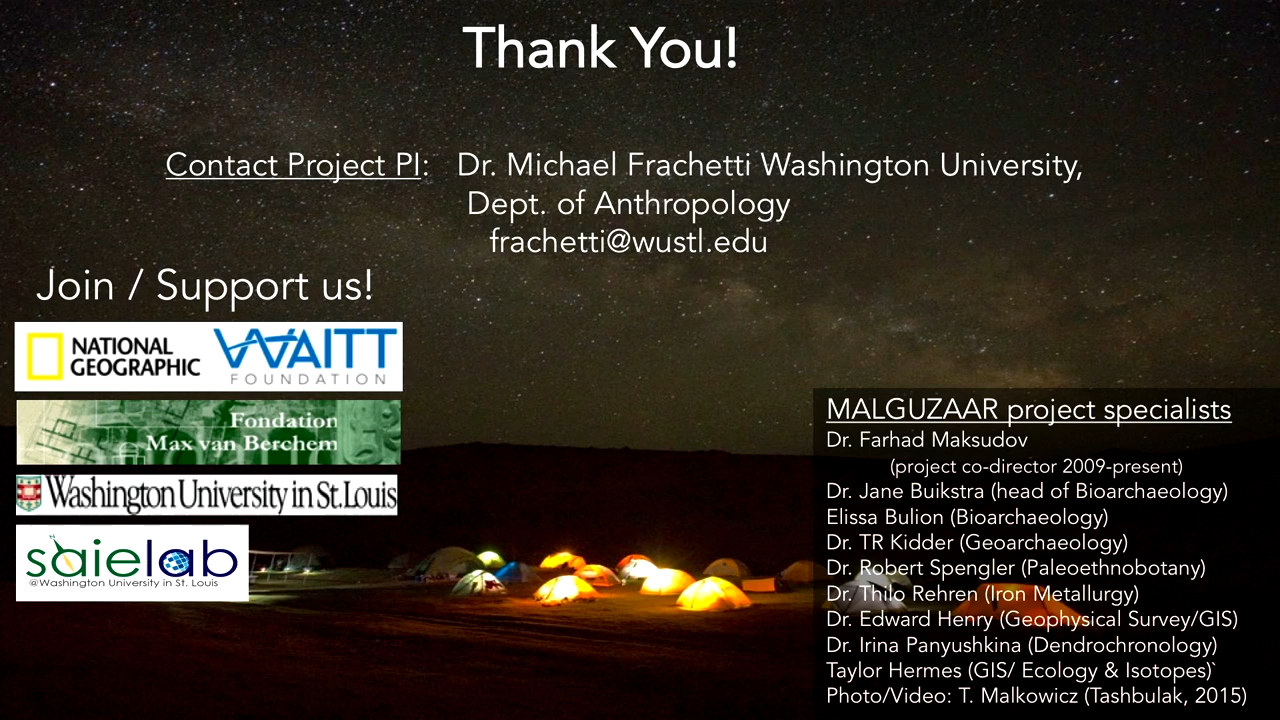 Thank You!
Contact Project PI: Dr. Michael Frachetti Washington University,
Dept. of Anthropology
frachetti@wustl.edu
Join / Support us!
NATIONAL
GEOGRAPHIC
WAITT
FOUNDATION
Fondation
Max van Berchem
Washington University in St. Louis
saielab
@Washington University in St. Louis
MALGUZAAR project specialists
Dr. Farhad Maksudov
(project co-director 2009-present)
Dr. Jane Buikstra (head of Bioarchaeology)
Elissa Bulion (Bioarchaeology)
Dr. TR Kidder (Geoarchaeology)
Dr. Robert Spengler (Paleoethnobotany)
Dr. Thilo Rehren (Iron Metallurgy)
Dr. Edward Henry (Geophysical Survey/GIS)
Dr. Irina Panyushkina (Dendrochronology)
Taylor Hermes (GIS/ Ecology & Isotopes)`
Photo/Video: T. Malkowicz (Tashbulak, 2015)